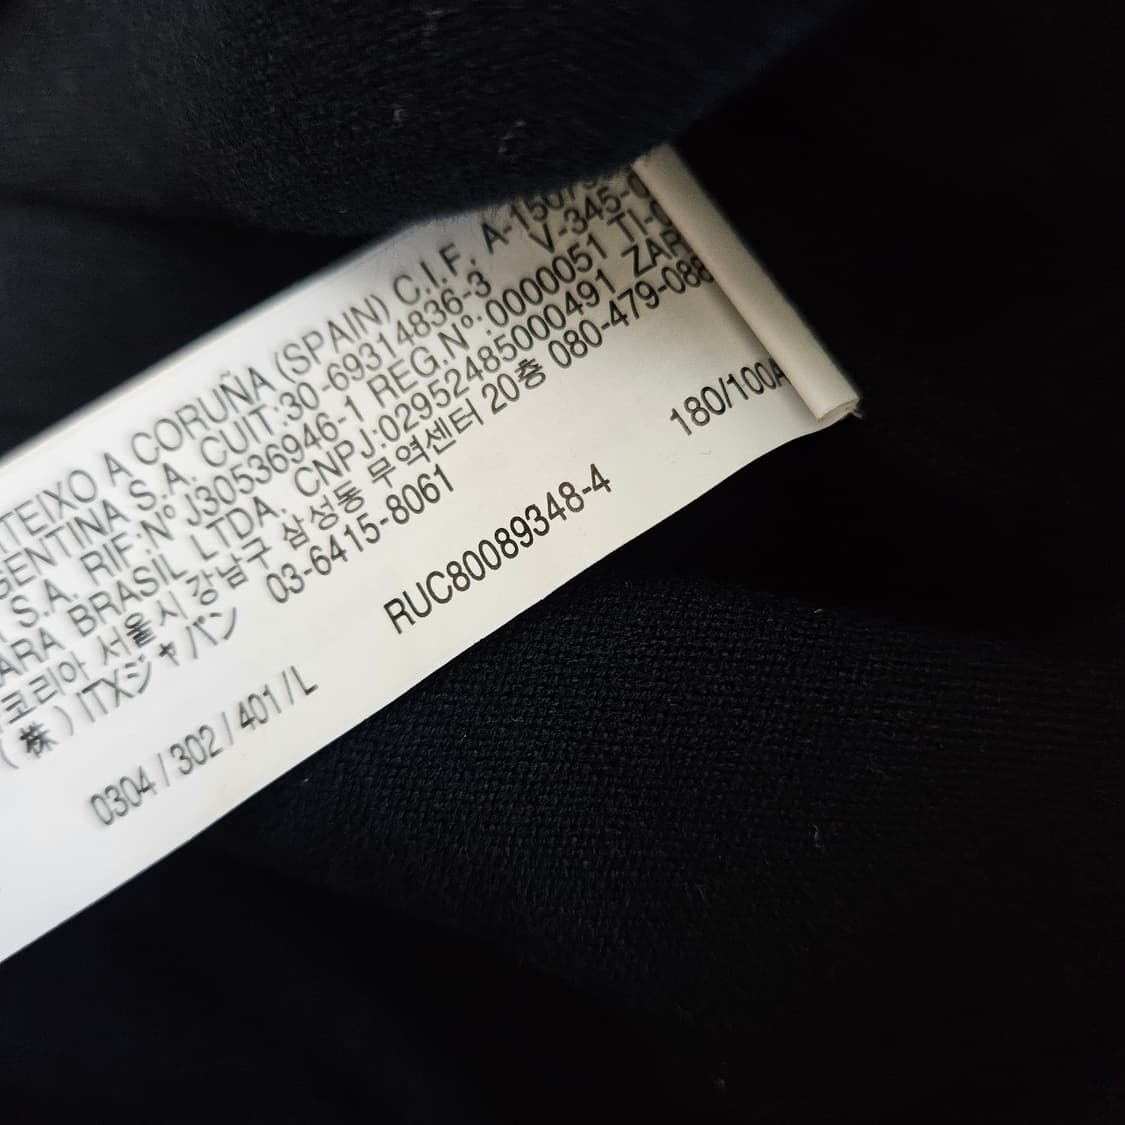 TEIXO A CORUÑA (SPAIN) C.I.F. A-15075
GENTINA S.A. CUIT:30-69314836-3 V-345-0
S.A. RIF:Nº J30536946-1 REG.Nº:0000051 TI-0
ARA BRASIL LTDA. CNPJ:02952485000491 ZAR
코리아 서울시 강남구 삼성동 무역센터 20층 080-479-088
(株) ITXジャパン 03-6415-8061
RUC80089348-4 180/100A
0304 / 302 / 401 / L